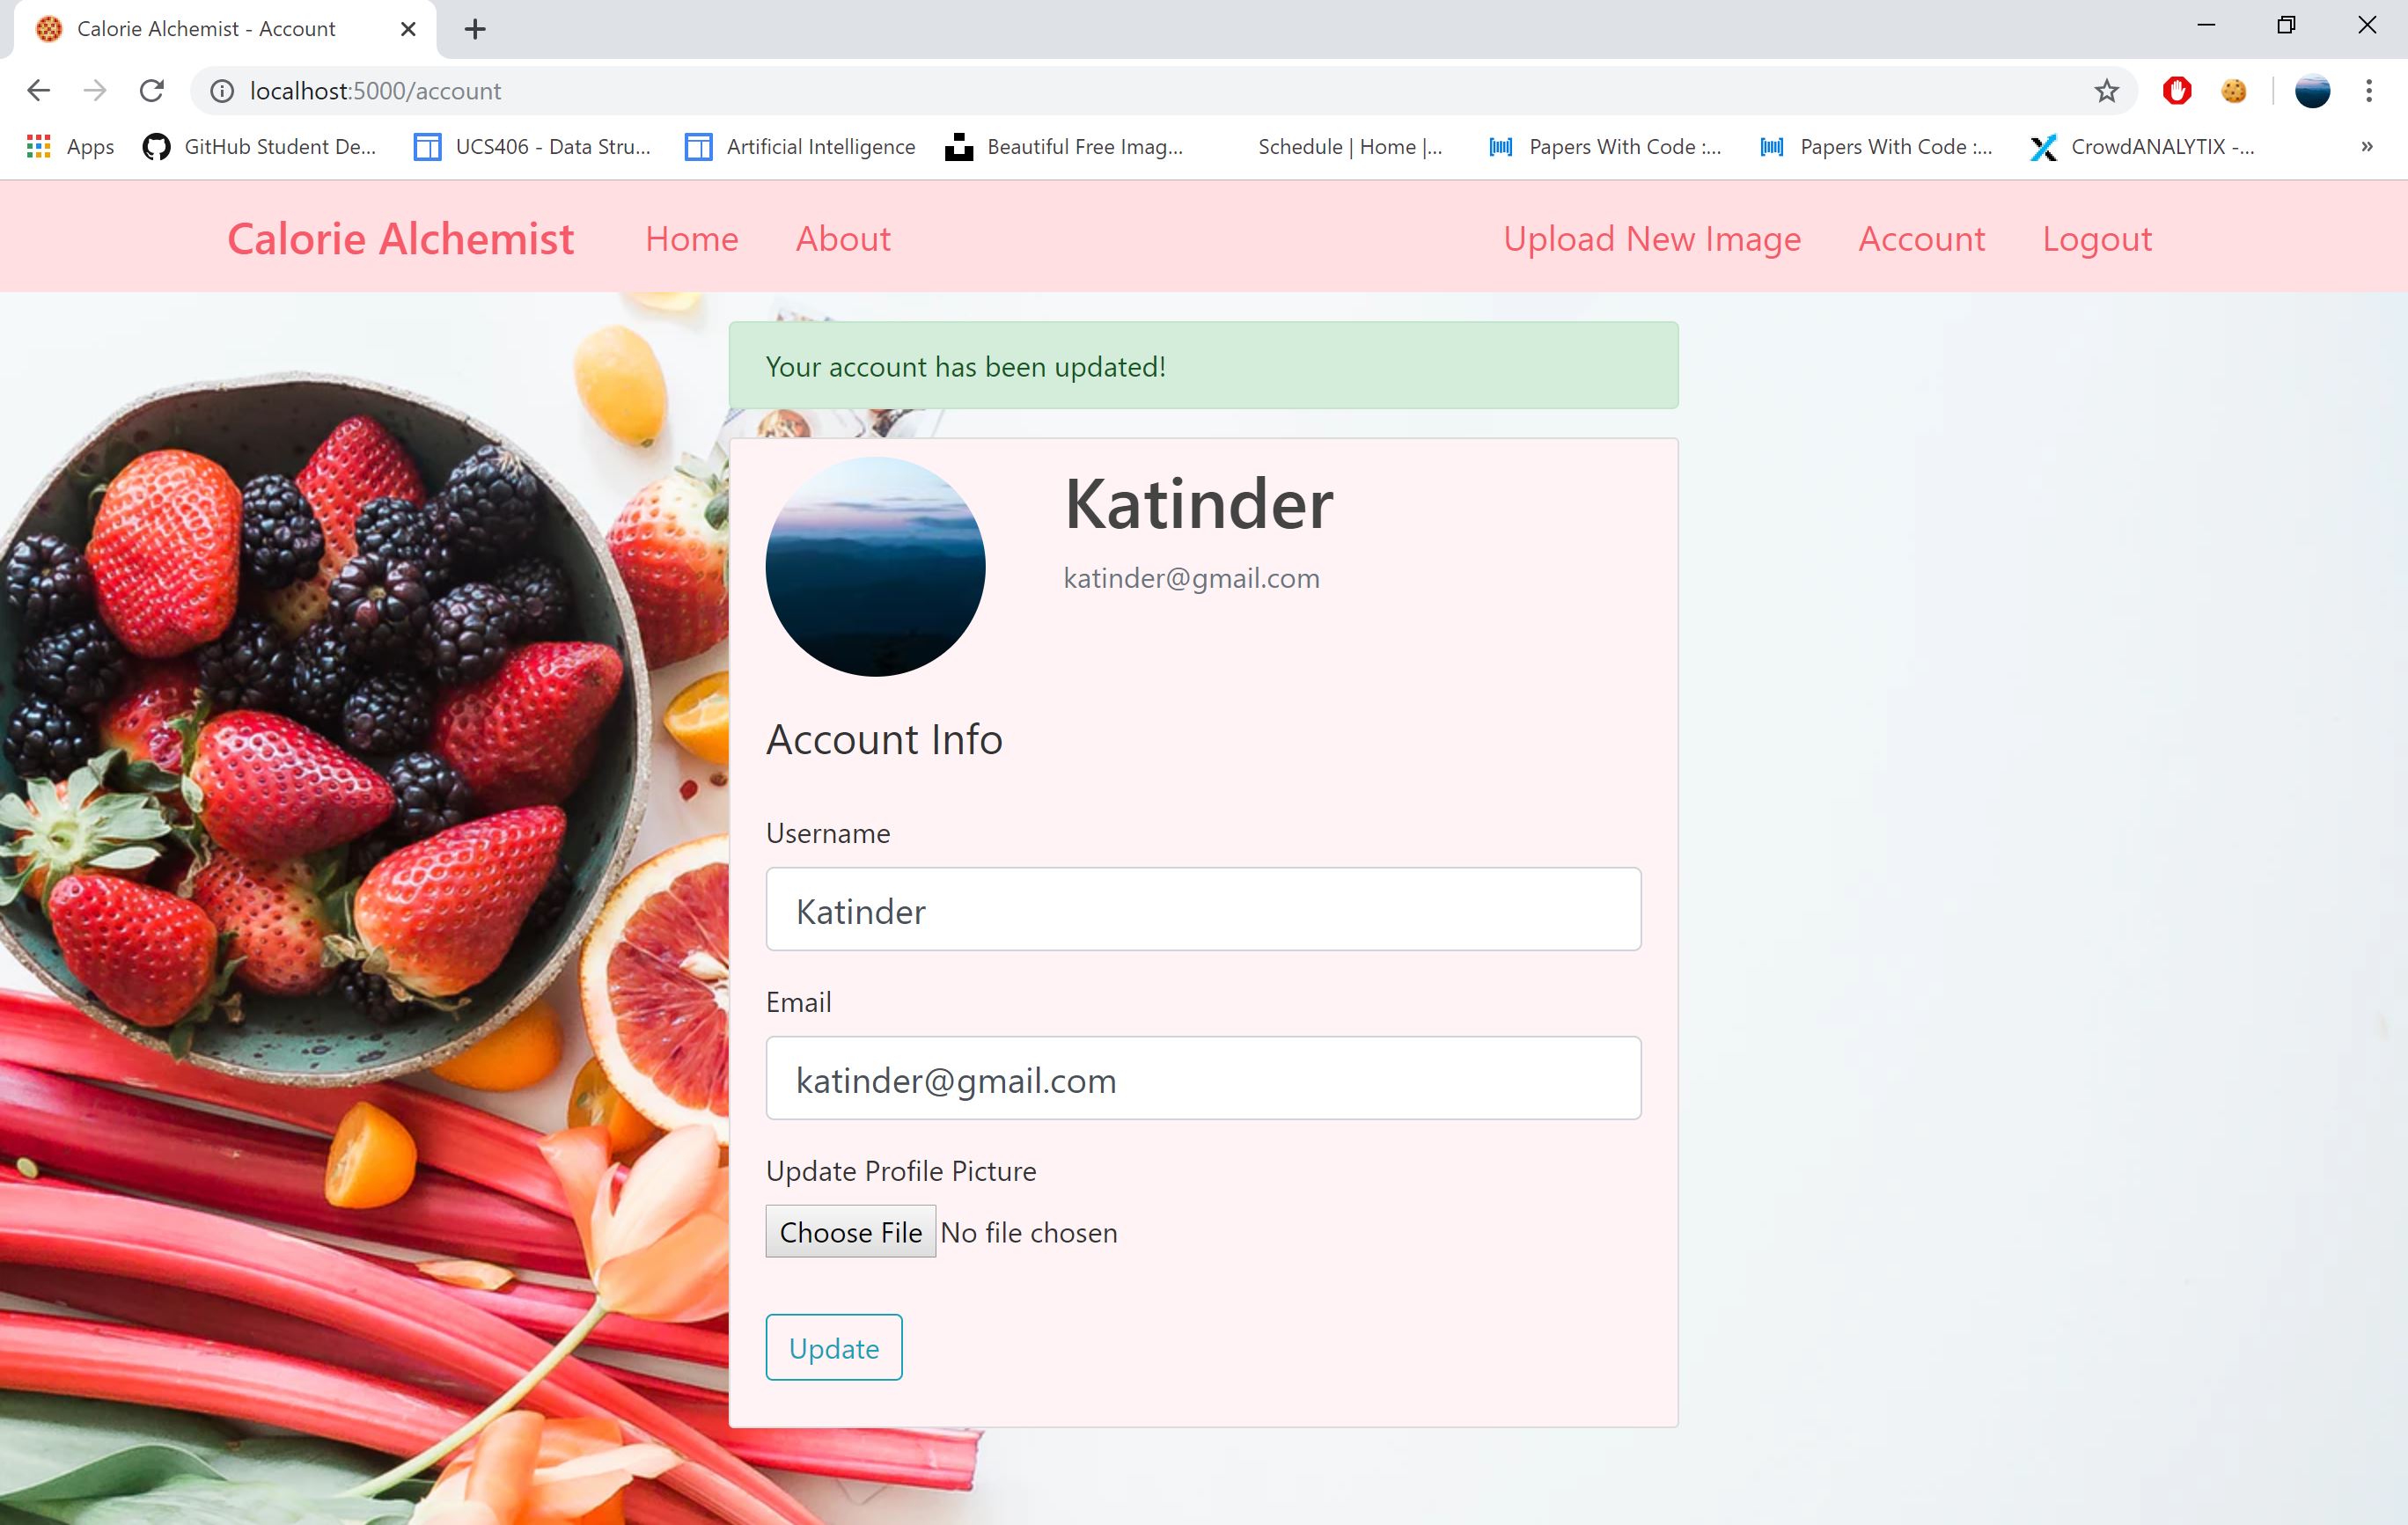 Calorie Alchemist - Account
localhost:5000/account
Apps
GitHub Student De...
UCS406 - Data Stru...
Artificial Intelligence
Beautiful Free Imag...
Schedule | Home |...
Papers With Code :...
Papers With Code :...
CrowdANALYTIX -...
»
Calorie Alchemist
Home
About
Upload New Image
Account
Logout
Your account has been updated!
Katinder
katinder@gmail.com
Account Info
Username
Katinder
Email
katinder@gmail.com
Update Profile Picture
Choose File No file chosen
Update